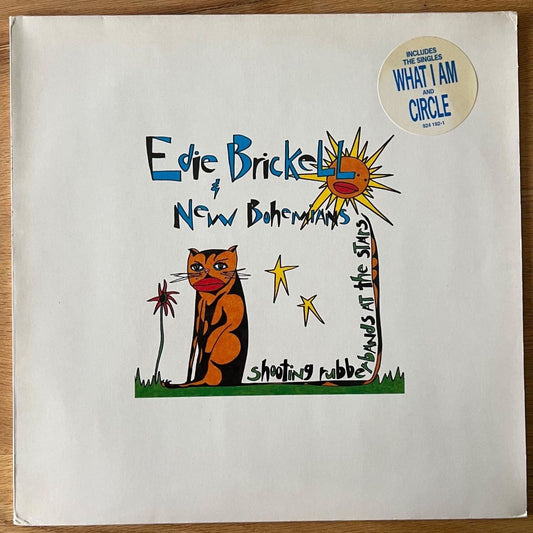 INCLUDES
THE SINGLES
WHAT I AM
AND
CIRCLE
924 192-1
Edie BrickeLL
&
New BoheMiANS
shooting rubberbands AT the STARS